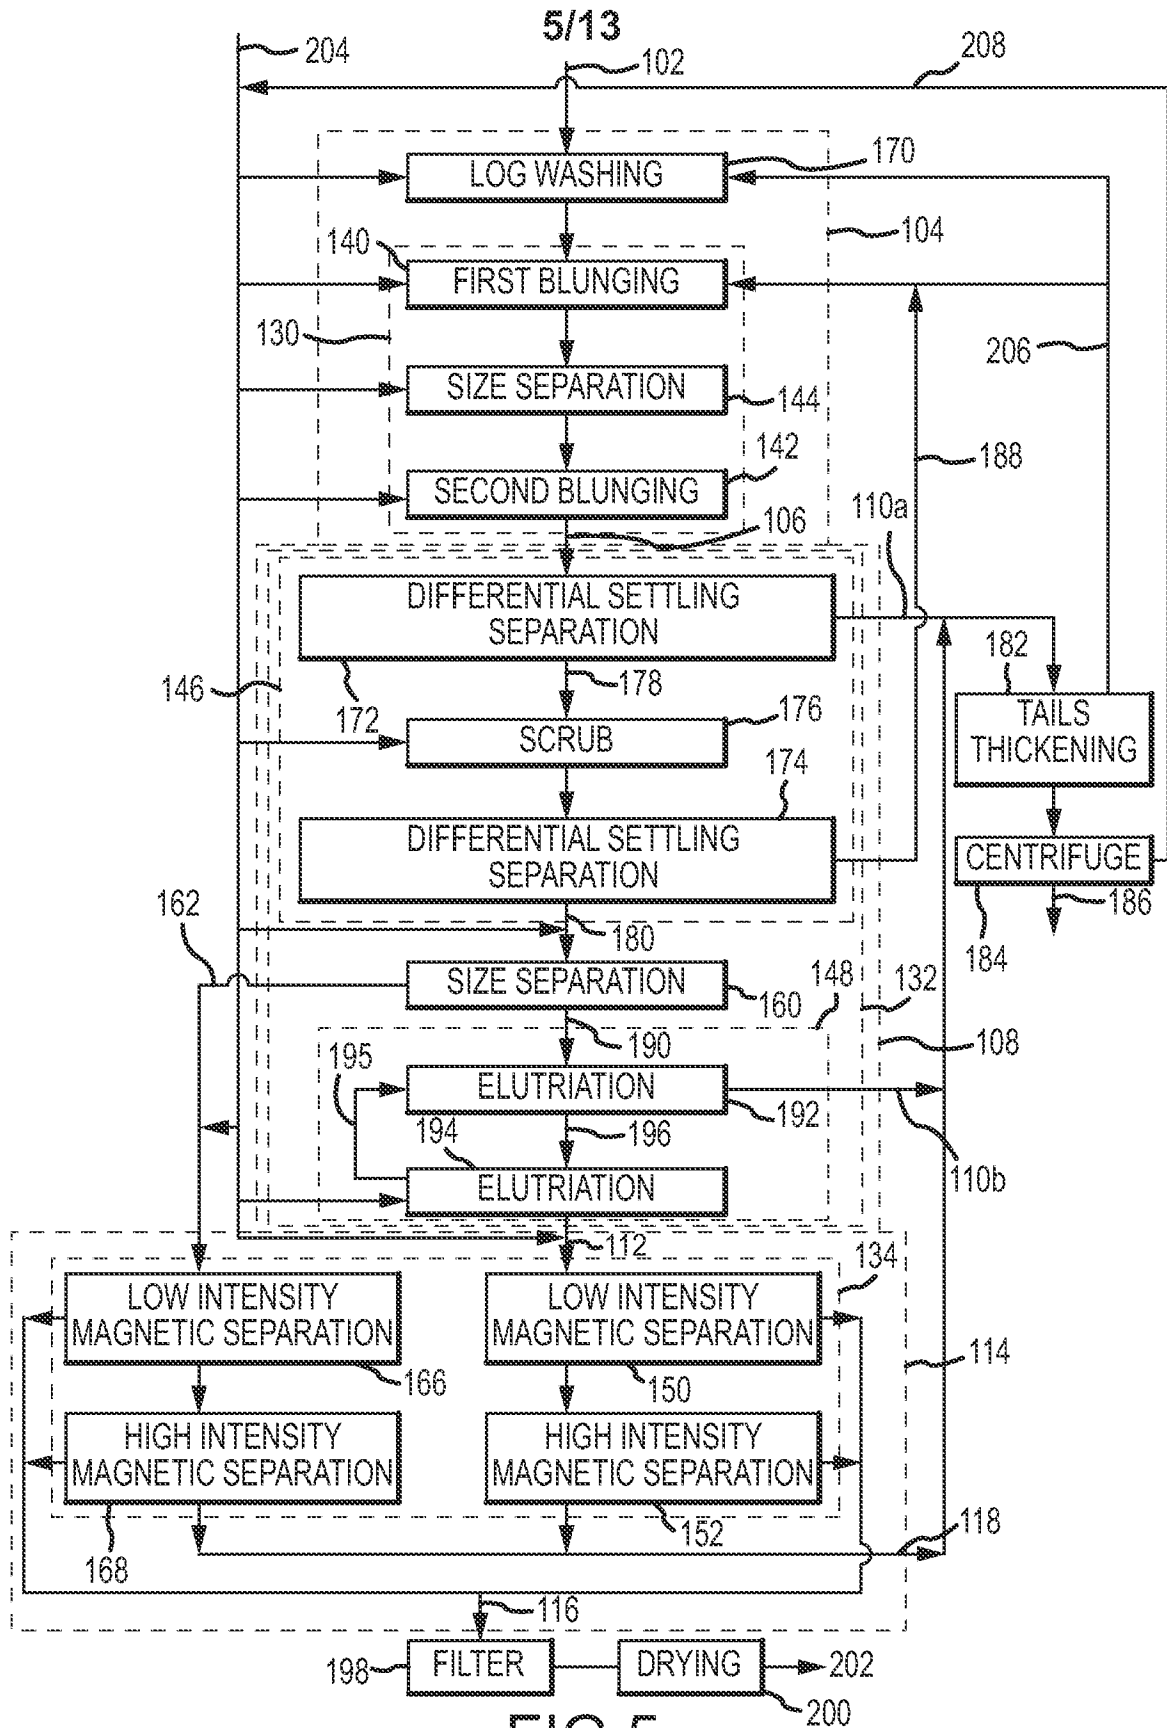 5/13
204
102
208
LOG WASHING
170
104
140
FIRST BLUNGING
130
206
SIZE SEPARATION
144
142
188
SECOND BLUNGING
106
110a
DIFFERENTIAL SETTLING
SEPARATION
182
146
172
178
176
TAILS
THICKENING
SCRUB
174
DIFFERENTIAL SETTLING
SEPARATION
CENTRIFUGE
162
180
186
184
SIZE SEPARATION
160
148
132
190
108
195
ELUTRIATION
192
194
196
ELUTRIATION
110b
112
134
LOW INTENSITY
MAGNETIC SEPARATION
LOW INTENSITY
MAGNETIC SEPARATION
114
166
150
HIGH INTENSITY
MAGNETIC SEPARATION
HIGH INTENSITY
MAGNETIC SEPARATION
168
152
118
116
198
FILTER
DRYING
202
200
FIG.5